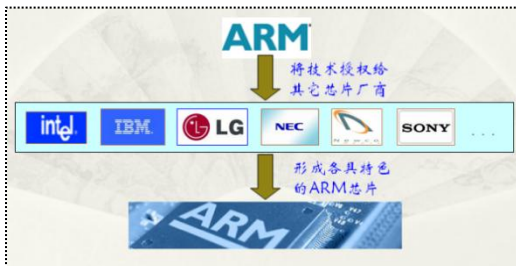 ARM
将技术授权给
其它芯片厂商
intel
IBM
LG
NEC
SONY
. . .
形成各具特色
的ARM芯片
ARM